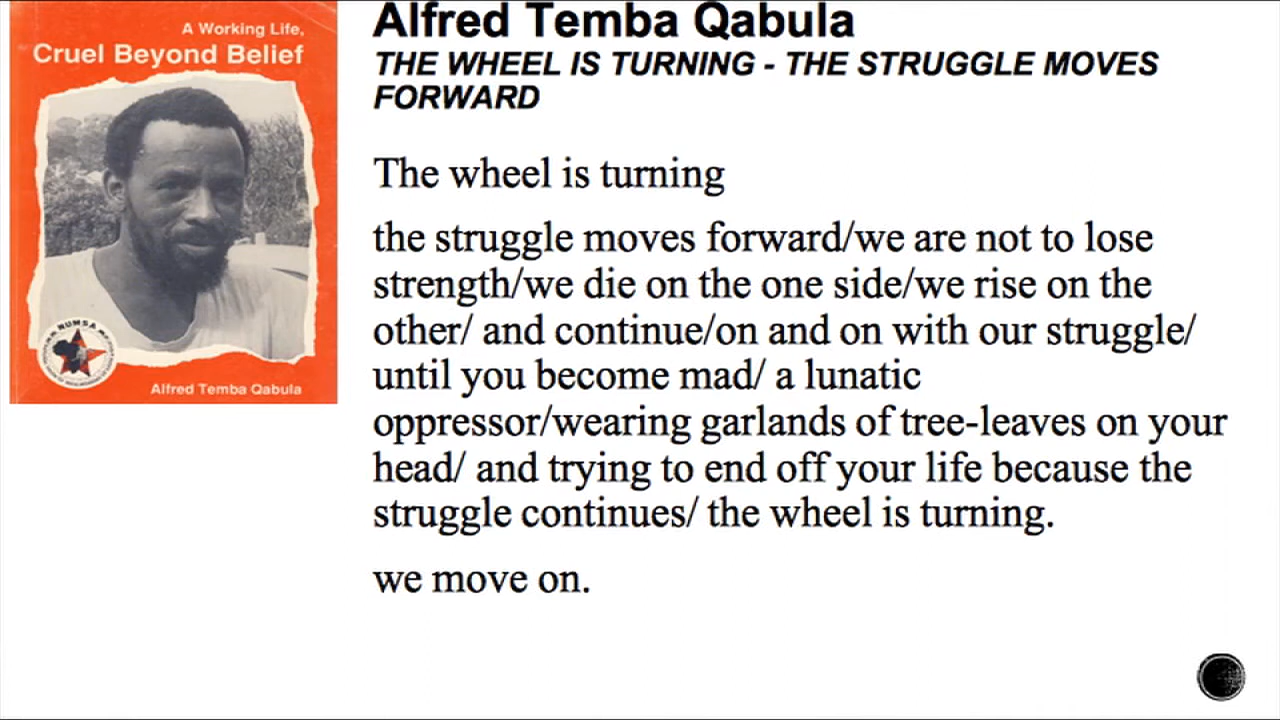 A Working Life,
Cruel Beyond Belief
NUMSA
Alfred Temba Qabula
Alfred Temba Qabula
THE WHEEL IS TURNING - THE STRUGGLE MOVES
FORWARD
The wheel is turning
the struggle moves forward/we are not to lose
strength/we die on the one side/we rise on the
other/ and continue/on and on with our struggle/
until you become mad/ a lunatic
oppressor/wearing garlands of tree-leaves on your
head/ and trying to end off your life because the
struggle continues/ the wheel is turning.
we move on.